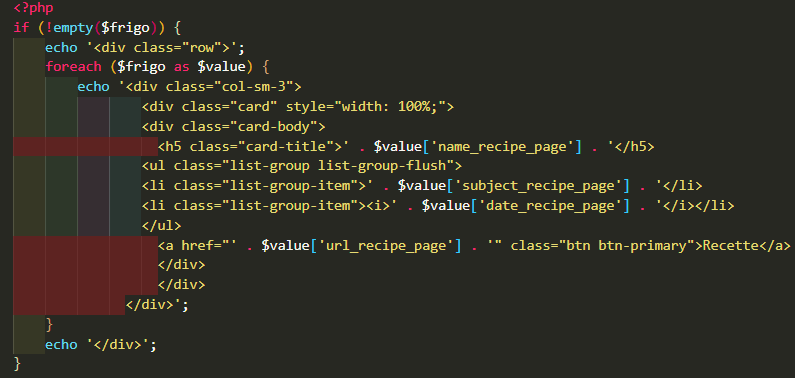 <?php
if (!empty($frigo)) {
    echo '<div class="row">';
    foreach ($frigo as $value) {
        echo '<div class="col-sm-3">
                <div class="card" style="width: 100%;">
                <div class="card-body">
                  <h5 class="card-title">' . $value['name_recipe_page'] . '</h5>
                <ul class="list-group list-group-flush">
                <li class="list-group-item">' . $value['subject_recipe_page'] . '</li>
                <li class="list-group-item"><i>' . $value['date_recipe_page'] . '</i></li>
                </ul>
                  <a href="' . $value['url_recipe_page'] . '" class="btn btn-primary">Recette</a>
                  </div>
                  </div>
              </div>';
    }
    echo '</div>';
}